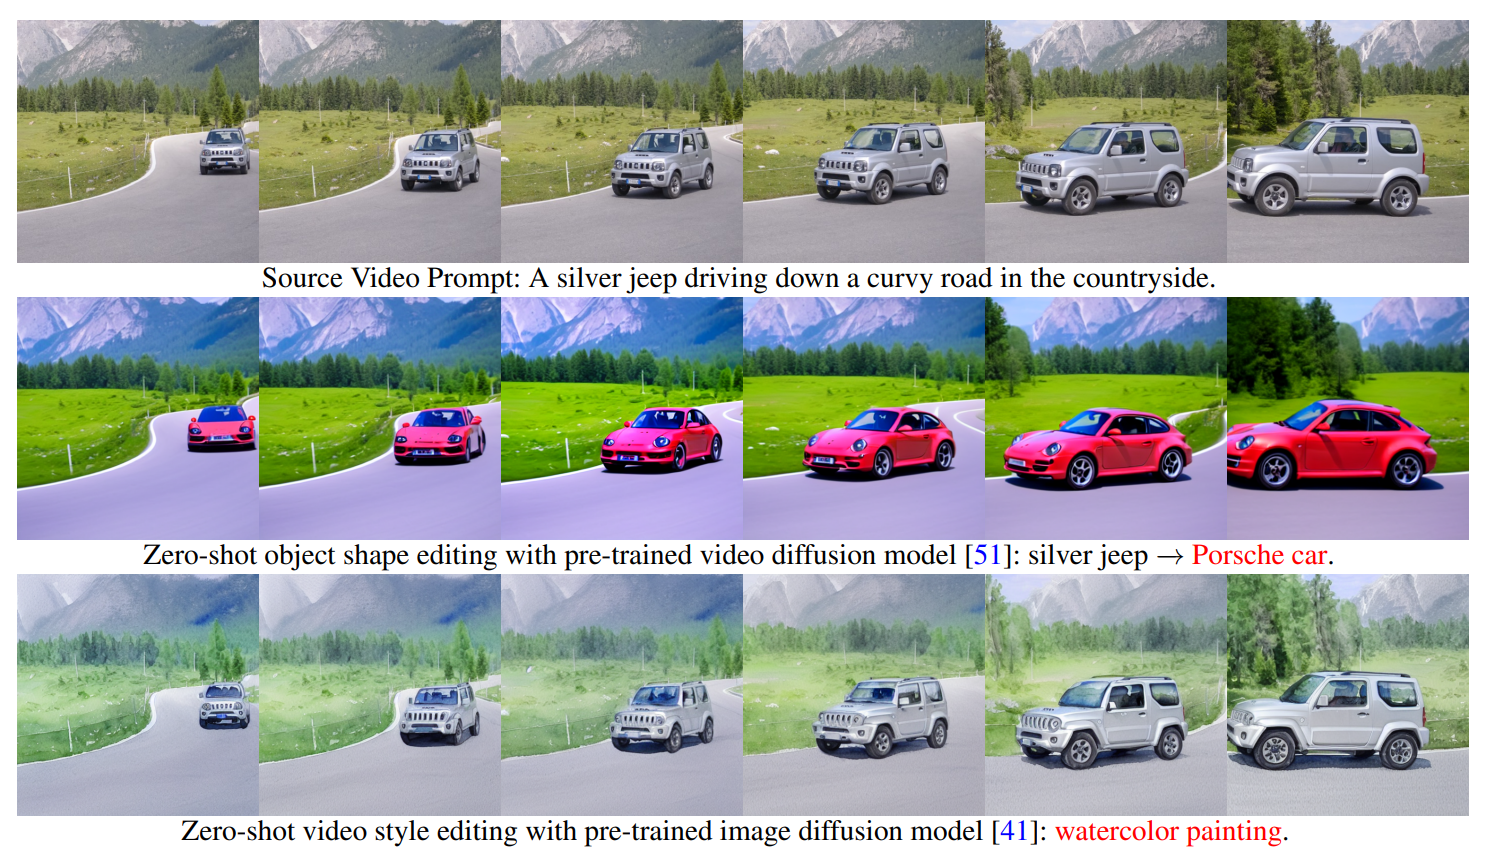 Source Video Prompt: A silver jeep driving down a curvy road in the countryside.
Zero-shot object shape editing with pre-trained video diffusion model [51]: silver jeep → Porsche car.
Zero-shot video style editing with pre-trained image diffusion model [41]: watercolor painting.